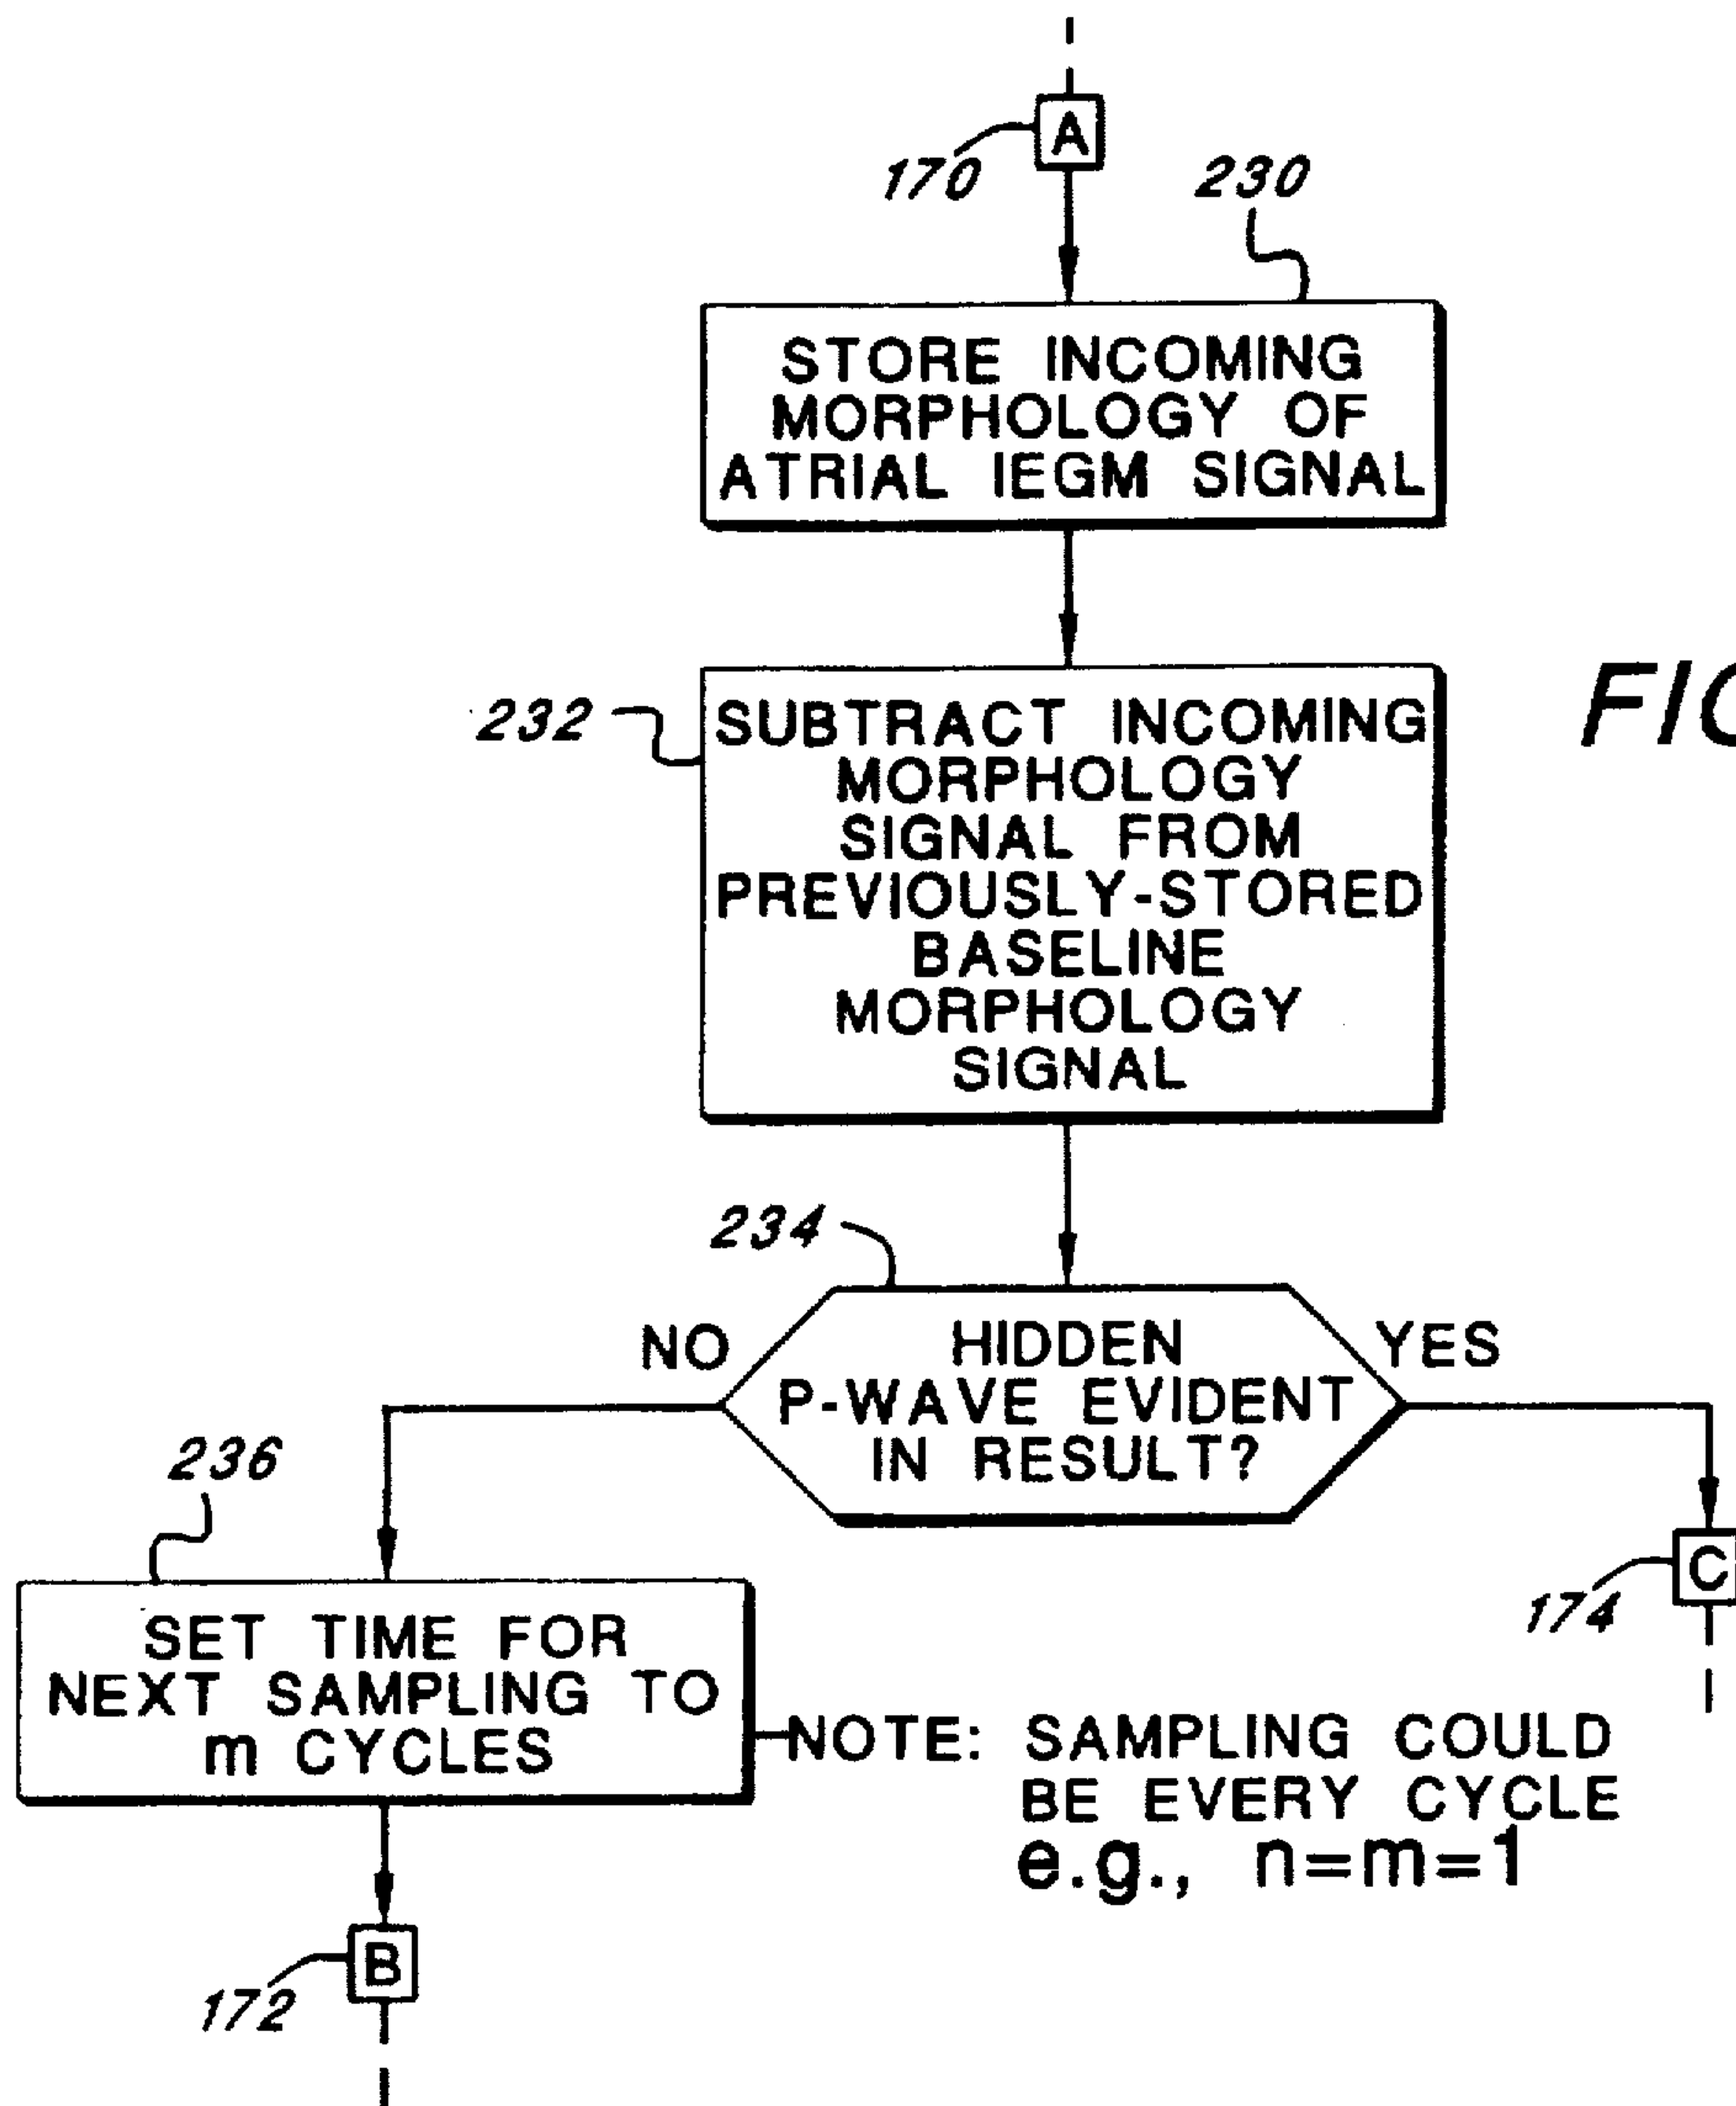 A
170
230
STORE INCOMING
MORPHOLOGY OF
ATRIAL IEGM SIGNAL
232
SUBTRACT INCOMING
MORPHOLOGY
SIGNAL FROM
PREVIOUSLY-STORED
BASELINE
MORPHOLOGY
SIGNAL
234
NO
HIDDEN
P-WAVE EVIDENT
IN RESULT?
YES
236
C
174
SET TIME FOR
NEXT SAMPLING TO
m CYCLES
NOTE: SAMPLING COULD
BE EVERY CYCLE
e.g., n=m=1
B
172